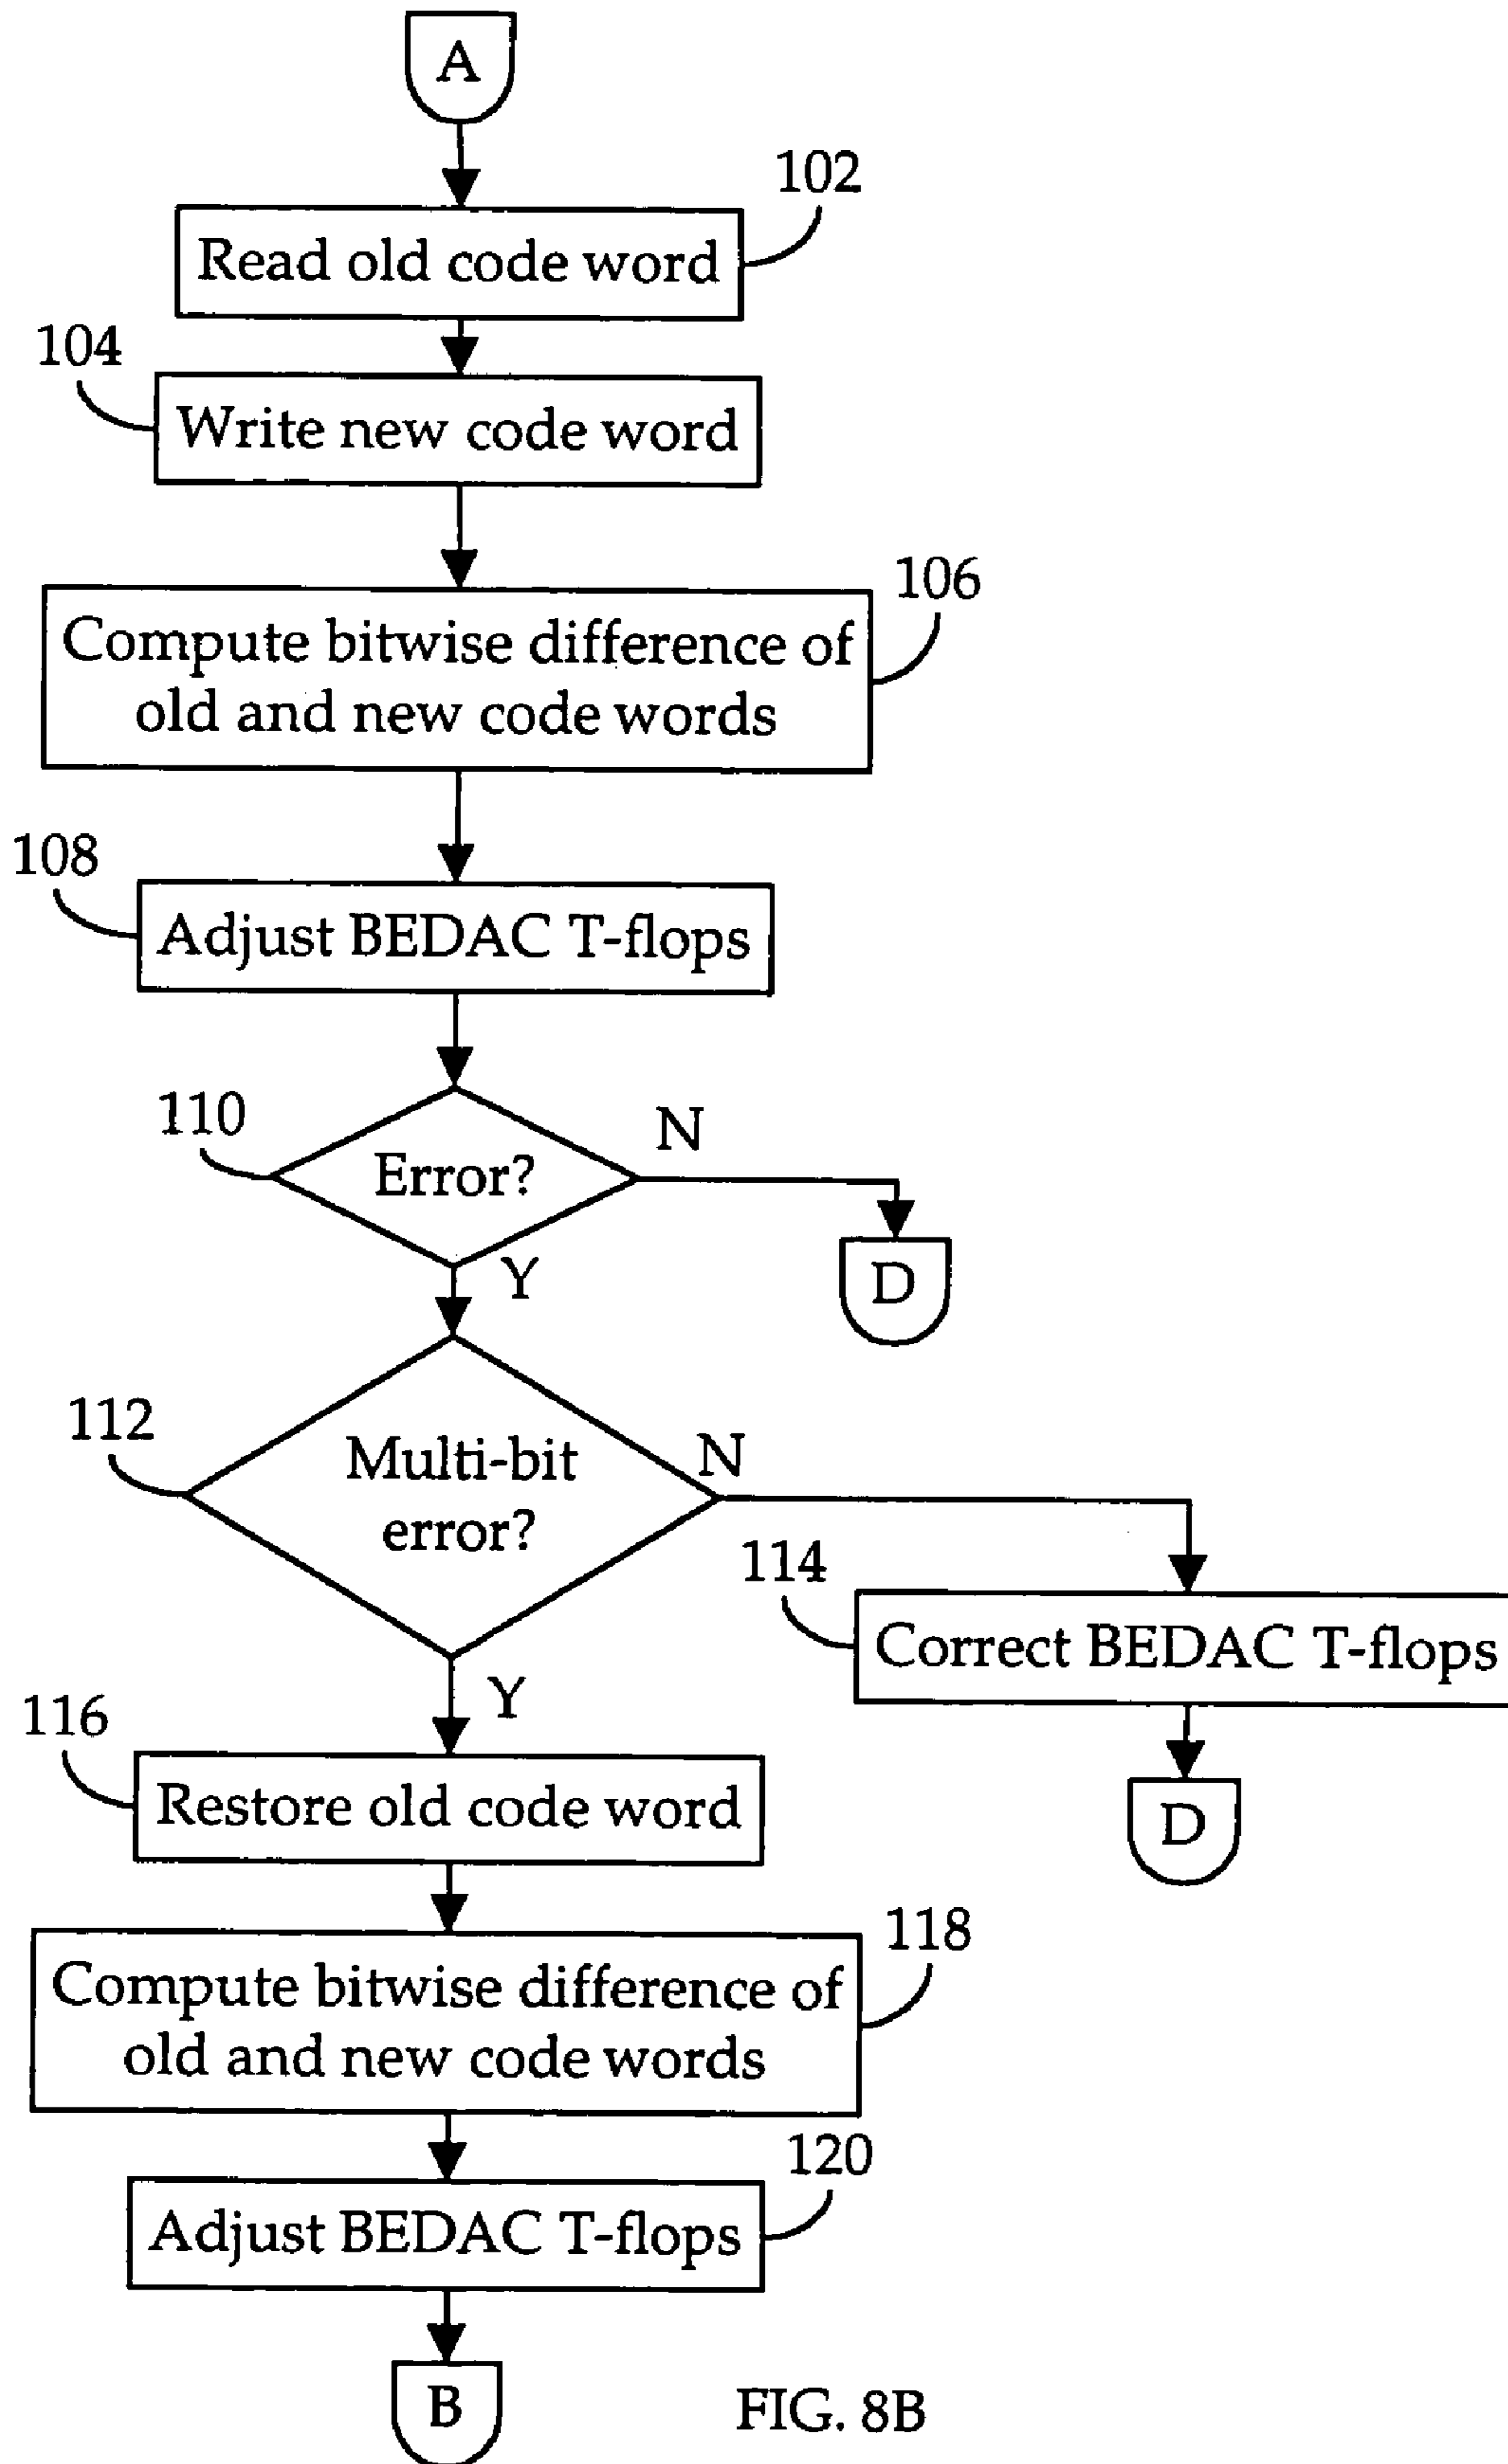 A
102
Read old code word
104
Write new code word
106
Compute bitwise difference of
old and new code words
108
Adjust BEDAC T-flops
110
Error?
N
D
Y
112
Multi-bit
error?
N
114
Correct BEDAC T-flops
D
Y
116
Restore old code word
118
Compute bitwise difference of
old and new code words
120
Adjust BEDAC T-flops
B
FIG. 8B